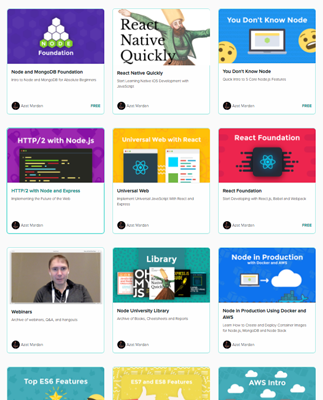 NODE
Foundation
Node and MongoDB Foundation
Intro to Node and MongoDB for Absolute Beginners
Azat Mardan
FREE
React
Native
Quickly
React Native Quickly
Start Learning Native iOS Development with
JavaScript
Azat Mardan
You Don't Know Node
You Don't Know Node
Quick Intro to 5 Core Node.js Features
Azat Mardan
FREE
HTTP/2 with Node.js
HTTP/2 with Node and Express
Implementing the Future of the Web
Azat Mardan
Universal Web with React
Universal Web
Implement Universal JavaScript With React and
Express
Azat Mardan
React Foundation
React Foundation
Start Developing with React.js, Babel and Webpack
Azat Mardan
FREE
Webinars
Archive of webinars, Q&A, and hangouts
Azat Mardan
Library
OH
MY
JS
Node University Library
Archive of Books, Cheatsheets and Reports
Azat Mardan
Node in Production
with Docker and AWS
Node in Production Using Docker and
AWS
Learn How to Create and Deploy Container Images
for Node.js, MongoDB and Node Stack
Azat Mardan
Top ES6 Features
ES7 and ES8 Features
AWS Intro